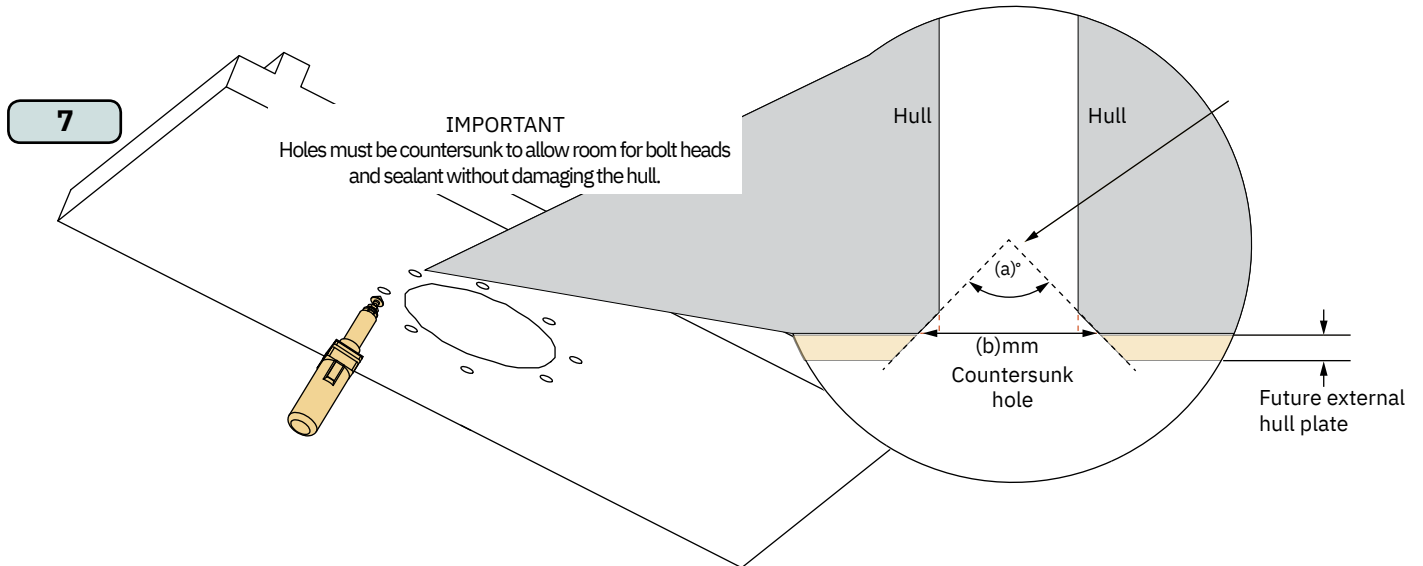 7
IMPORTANT
Holes must be countersunk to allow room for bolt heads
and sealant without damaging the hull.
Hull
Hull
(a)°
(b)mm
Countersunk
hole
Future external
hull plate